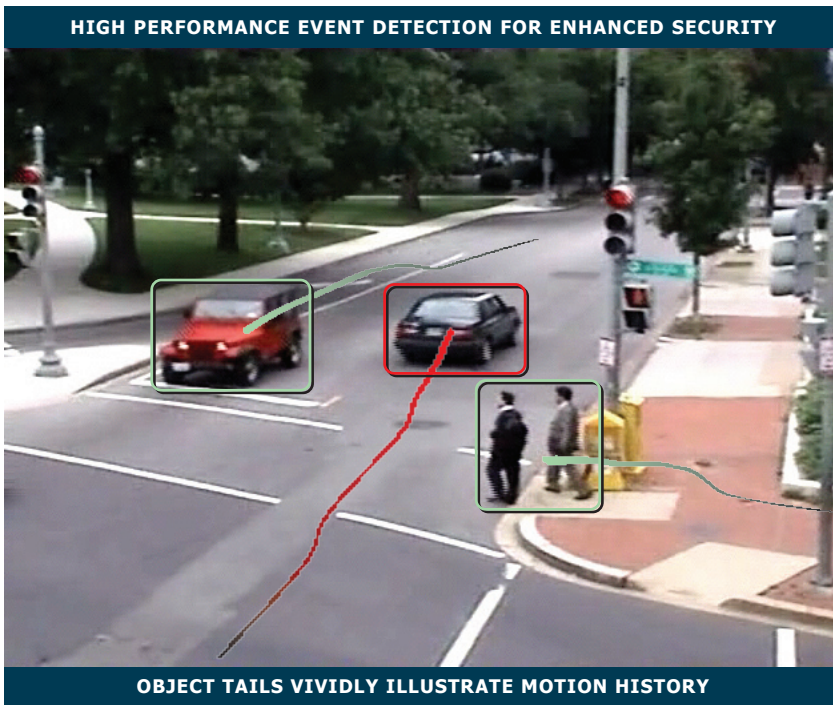 HIGH PERFORMANCE EVENT DETECTION FOR ENHANCED SECURITY
OBJECT TAILS VIVIDLY ILLUSTRATE MOTION HISTORY